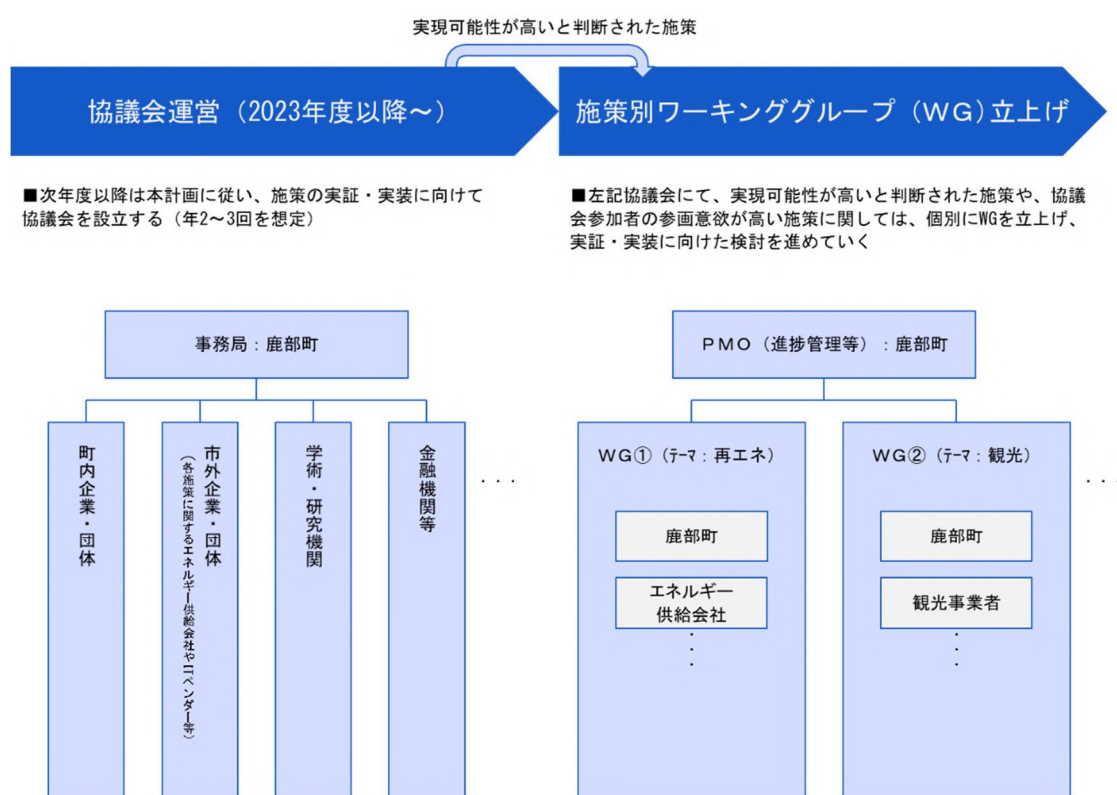 実現可能性が高いと判断された施策
協議会運営（2023年度以降～）
施策別ワーキンググループ（ＷＧ）立上げ
■次年度以降は本計画に従い、施策の実証・実装に向けて
協議会を設立する（年2～3回を想定）
■左記協議会にて、実現可能性が高いと判断された施策や、協議
会参加者の参画意欲が高い施策に関しては、個別にWGを立上げ、
実証・実装に向けた検討を進めていく
事務局：鹿部町
町内企業・団体
市外企業・団体
（各施策に関するエネルギー供給会社やITベンダー等）
学術・研究機関
金融機関等
・・・
ＰＭＯ（進捗管理等）：鹿部町
ＷＧ①（ﾃｰﾏ：再エネ）
鹿部町
エネルギー
供給会社
・
・
・
ＷＧ②（ﾃｰﾏ：観光）
鹿部町
観光事業者
・
・
・
・・・